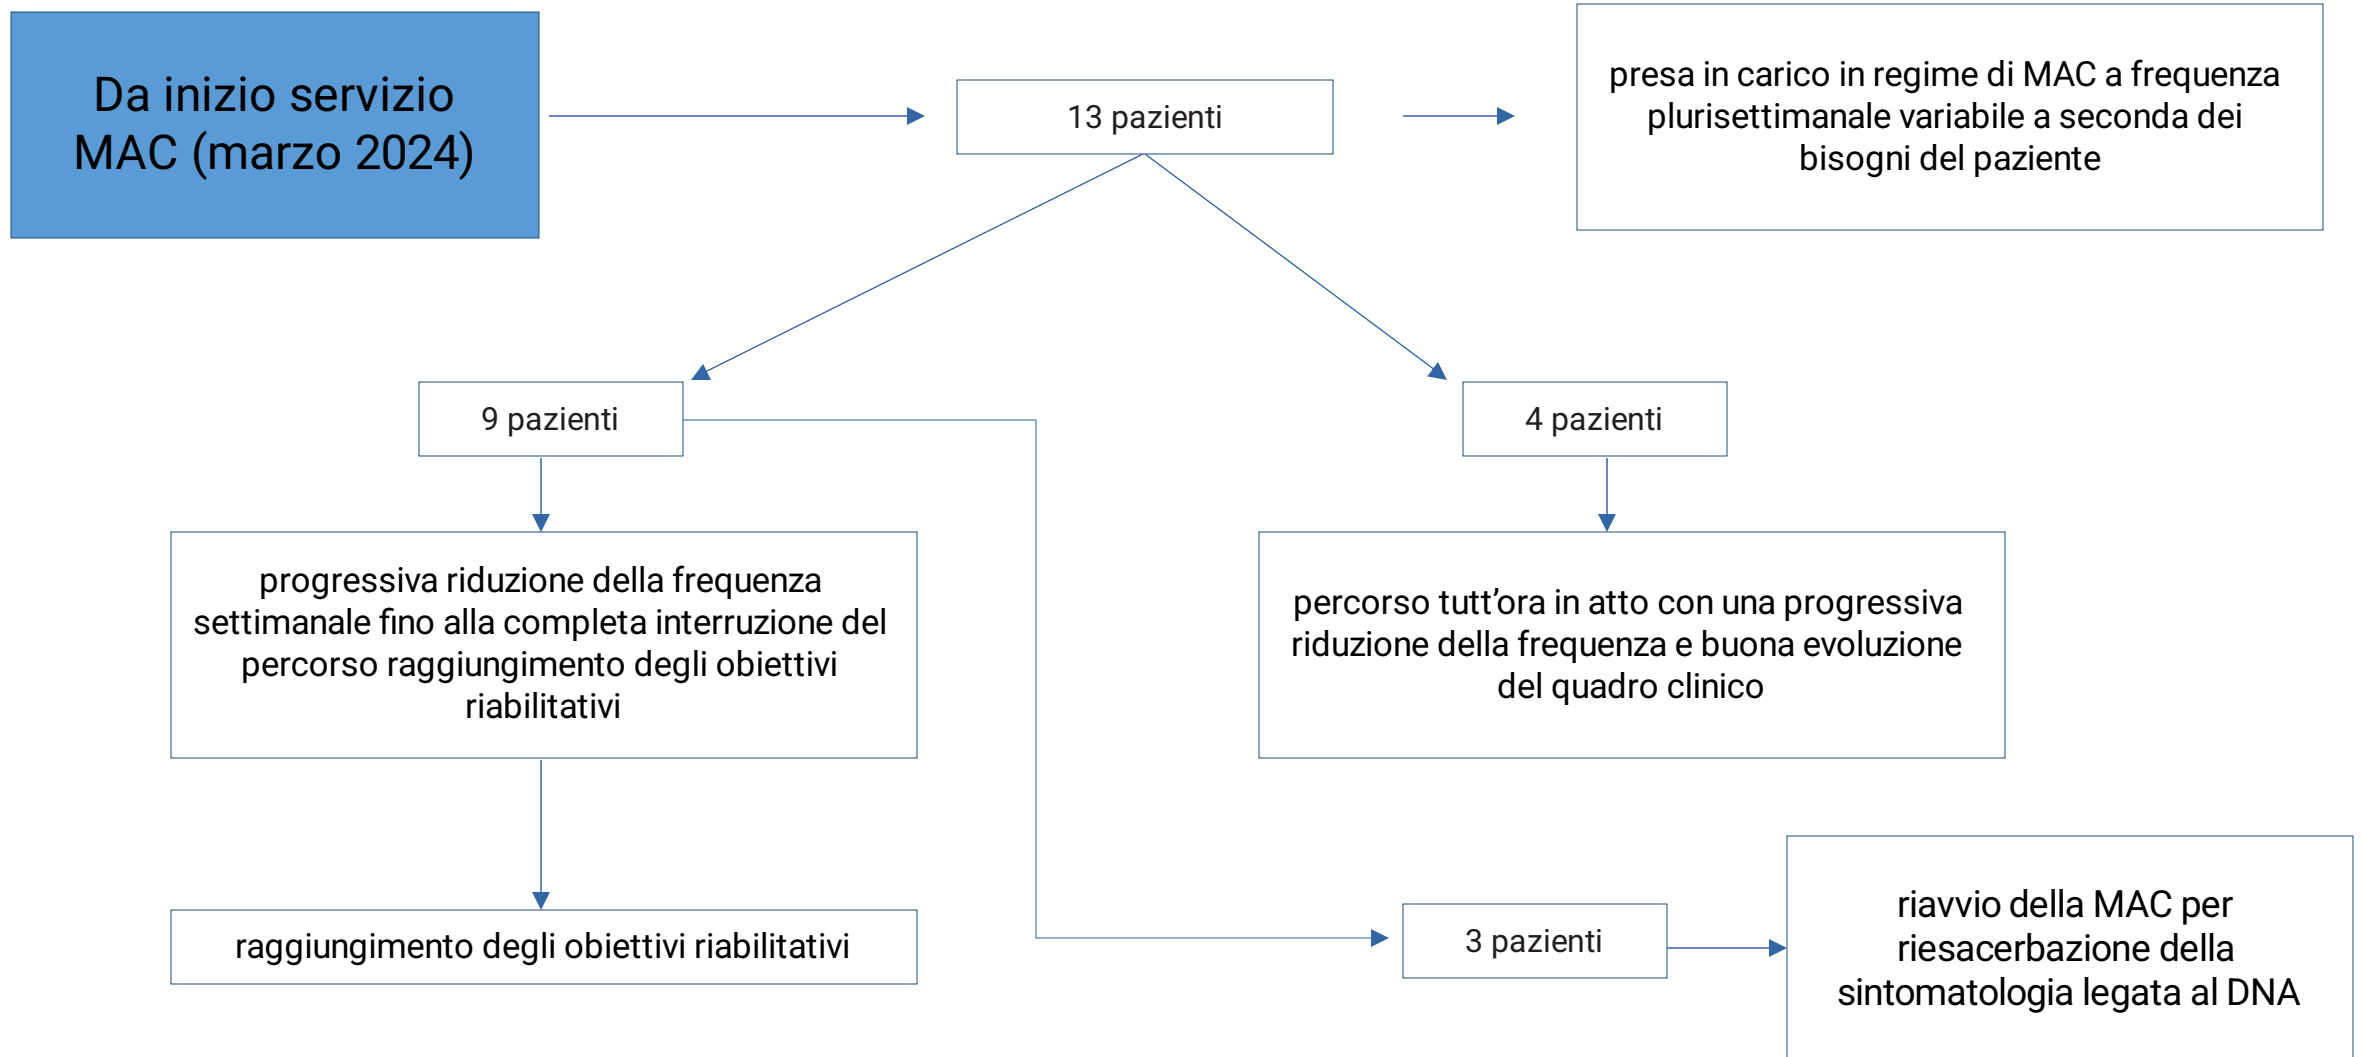 Da inizio servizio
MAC (marzo 2024)
13 pazienti
presa in carico in regime di MAC a frequenza
plurisettimanale variabile a seconda dei
bisogni del paziente
9 pazienti
4 pazienti
progressiva riduzione della frequenza
settimanale fino alla completa interruzione del
percorso raggiungimento degli obiettivi
riabilitativi
percorso tutt’ora in atto con una progressiva
riduzione della frequenza e buona evoluzione
del quadro clinico
raggiungimento degli obiettivi riabilitativi
3 pazienti
riavvio della MAC per
riesacerbazione della
sintomatologia legata al DNA